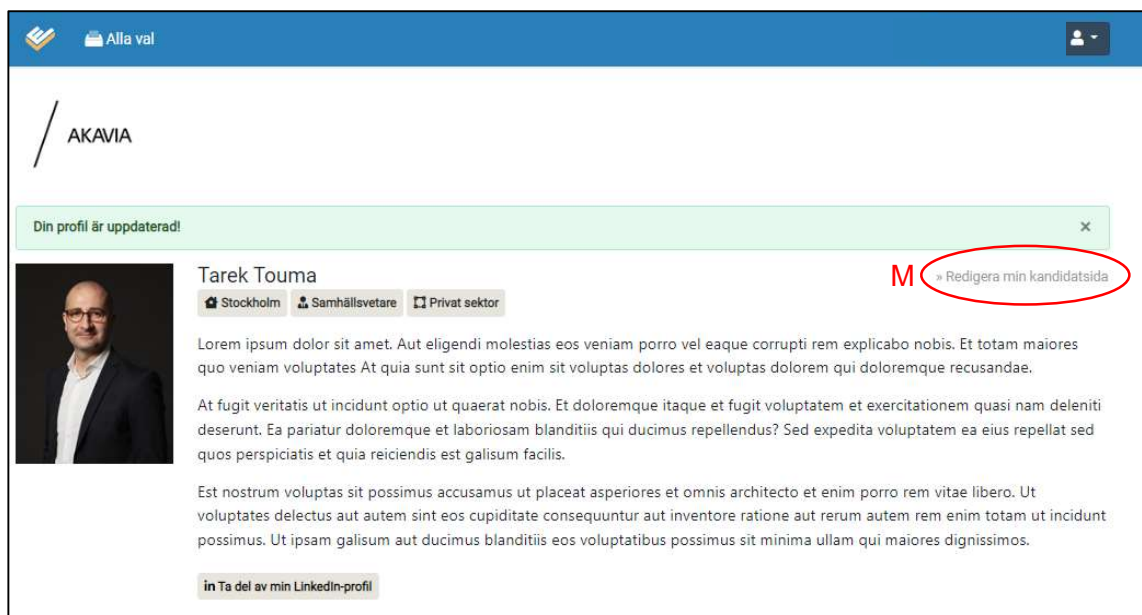 Alla val
AKAVIA
Din profil är uppdaterad!
×
Tarek Touma
M
» Redigera min kandidatsida
Stockholm Samhällsvetare Privat sektor
Lorem ipsum dolor sit amet. Aut eligendi molestias eos veniam porro vel eaque corrupti rem explicabo nobis. Et totam maiores
quo veniam voluptates At quia sunt sit optio enim sit voluptas dolores et voluptas dolorem qui doloremque recusandae.
At fugit veritatis ut incidunt optio ut quaerat nobis. Et doloremque itaque et fugit voluptatem et exercitationem quasi nam deleniti
deserunt. Ea pariatur doloremque et laboriosam blanditiis qui ducimus repellendus? Sed expedita voluptatem ea eius repellat sed
quos perspiciatis et quia reiciendis est galisum facilis.
Est nostrum voluptas sit possimus accusamus ut placeat asperiores et omnis architecto et enim porro rem vitae libero. Ut
voluptates delectus aut autem sint eos cupiditate consequuntur aut inventore ratione aut rerum autem rem enim totam ut incidunt
possimus. Ut ipsam galisum aut ducimus blanditiis eos voluptatibus possimus sit minima ullam qui maiores dignissimos.
in Ta del av min LinkedIn-profil